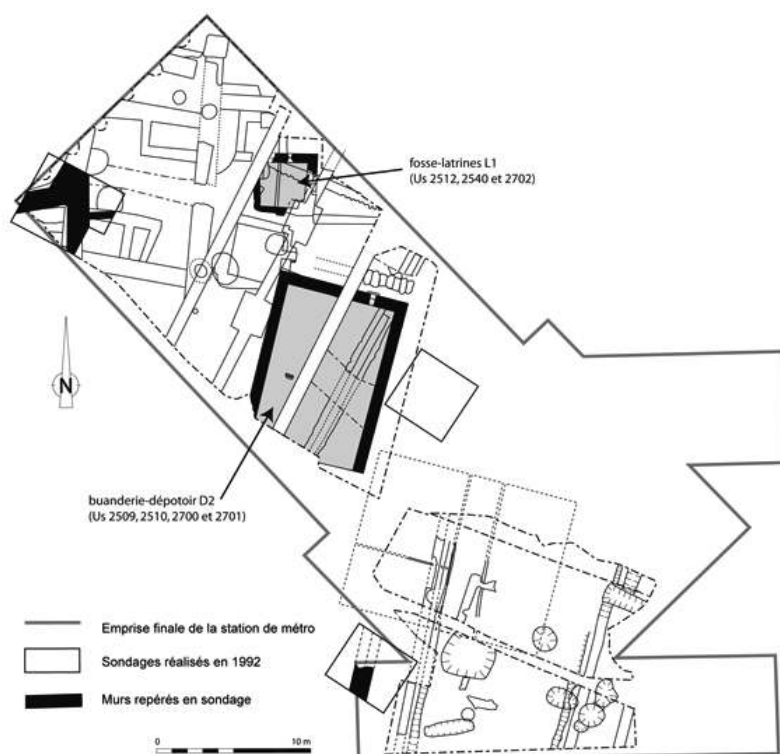 fosse-latrines L1
(Us 2512, 2540 et 2702)
N
buanderie-dépotoir D2
(Us 2509, 2510, 2700 et 2701)
Emprise finale de la station de métro
Sondages réalisés en 1992
Murs repérés en sondage
0 10 m